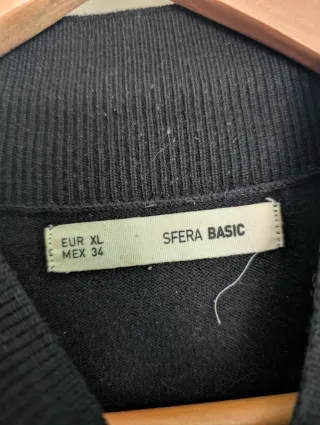 EUR XL
MEX 34
SFERA BASIC